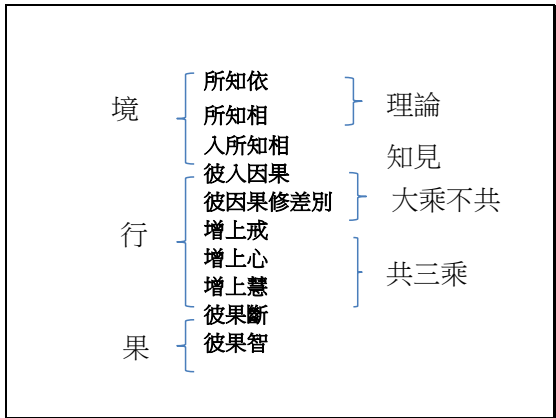 境
行
果
所知依
所知相
入所知相
彼入因果
彼因果修差別
增上戒
增上心
增上慧
彼果斷
彼果智
理論
知見
大乘不共
共三乘